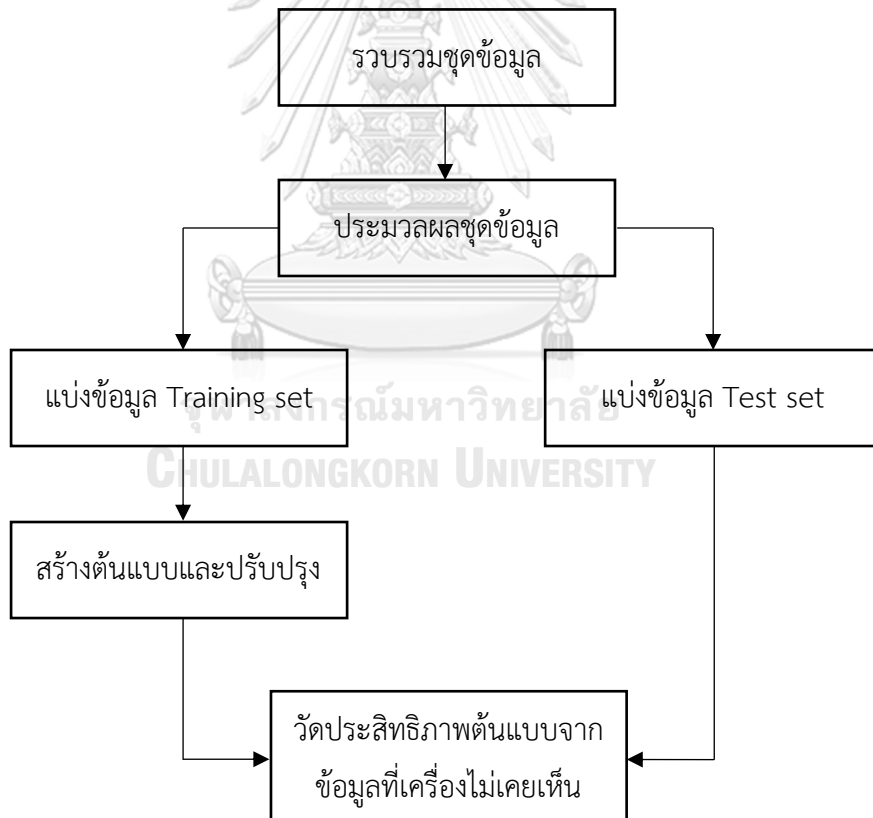 รวบรวมชุดข้อมูล
ประมวลผลชุดข้อมูล
แบ่งข้อมูล Training set
แบ่งข้อมูล Test set
จุฬาลงกรณ์มหาวิทยาลัย
CHULALONGKORN UNIVERSITY
สร้างต้นแบบและปรับปรุง
วัดประสิทธิภาพต้นแบบจาก
ข้อมูลที่เครื่องไม่เคยเห็น